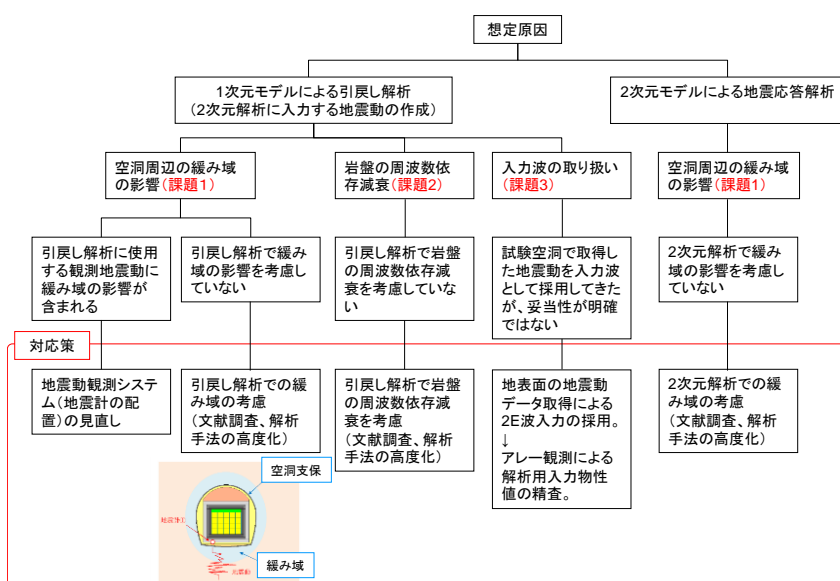 想定原因
1次元モデルによる引戻し解析
(2次元解析に入力する地震動の作成)
2次元モデルによる地震応答解析
空洞周辺の緩み域
の影響(課題1)
岩盤の周波数依
存減衰(課題2)
入力波の取り扱い
(課題3)
空洞周辺の緩み域
の影響(課題1)
引戻し解析に使用
する観測地震動に
緩み域の影響が
含まれる
引戻し解析で緩み
域の影響を考慮し
ていない
引戻し解析で岩盤
の周波数依存減
衰を考慮していな
い
試験空洞で取得し
た地震動を入力波
として採用してきた
が、妥当性が明確
ではない
2次元解析で緩み
域の影響を考慮し
ていない
対応策
地震動観測システ
ム(地震計の配
置)の見直し
引戻し解析での
緩み域の考慮
(文献調査、解析
手法の高度化)
引戻し解析で岩盤
の周波数依存減
衰を考慮
(文献調査、解析
手法の高度化)
地表面の地震動
データ取得による
2E波入力の採用。
↓
アレー観測による
解析用入力物性
値の精査。
2次元解析での緩
み域の考慮
(文献調査、解析
手法の高度化)
空洞支保
緩み域